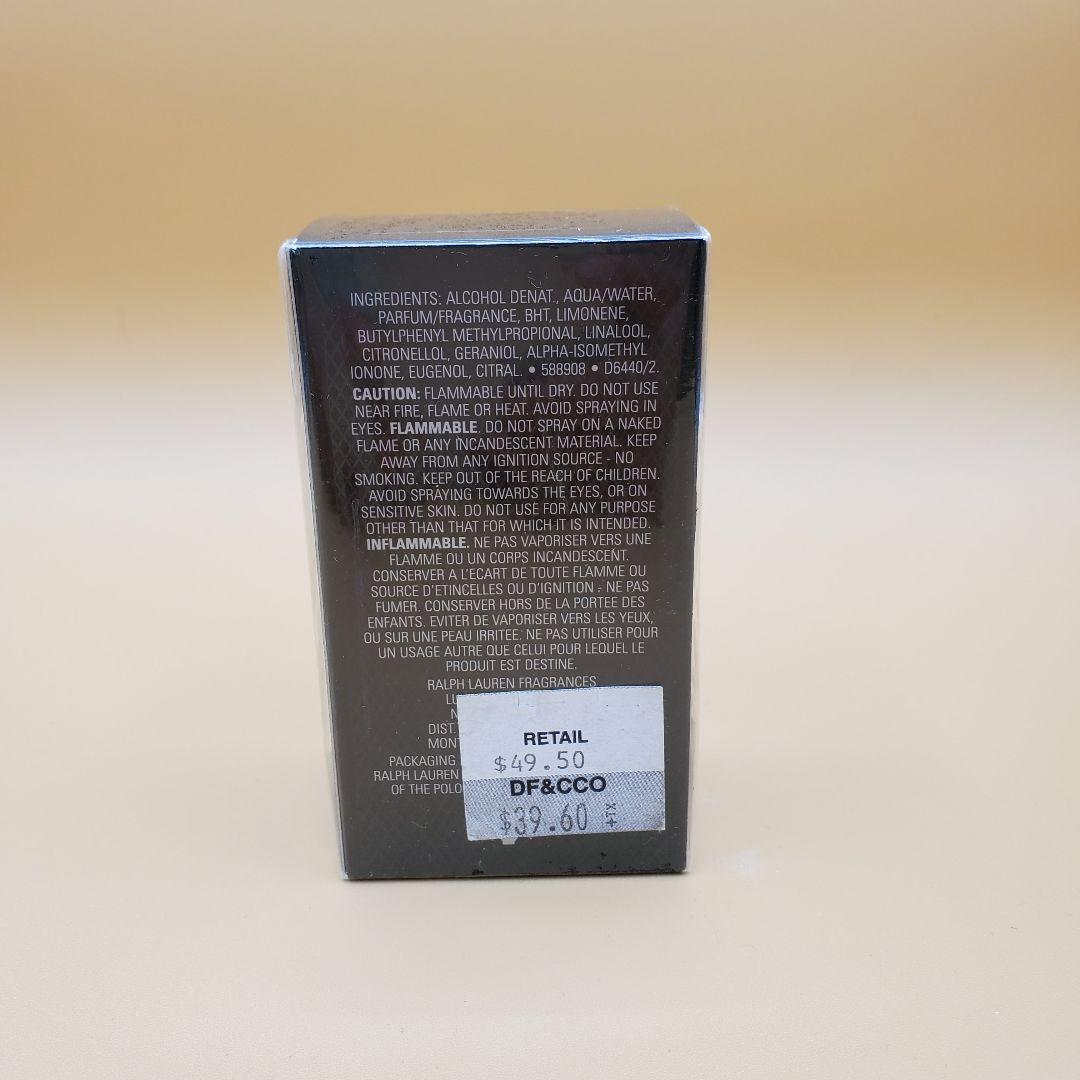 INGREDIENTS: ALCOHOL DENAT., AQUA/WATER,
PARFUM/FRAGRANCE, BHT, LIMONENE,
BUTYLPHENYL METHYLPROPIONAL, LINALOOL,
CITRONELLOL, GERANIOL, ALPHA-ISOMETHYL
IONONE, EUGENOL, CITRAL. • 588908 • D6440/2.
CAUTION: FLAMMABLE UNTIL DRY. DO NOT USE
NEAR FIRE, FLAME OR HEAT. AVOID SPRAYING IN
EYES. FLAMMABLE. DO NOT SPRAY ON A NAKED
FLAME OR ANY INCANDESCENT MATERIAL. KEEP
AWAY FROM ANY IGNITION SOURCE - NO
SMOKING. KEEP OUT OF THE REACH OF CHILDREN.
AVOID SPRAYING TOWARDS THE EYES, OR ON
SENSITIVE SKIN. DO NOT USE FOR ANY PURPOSE
OTHER THAN THAT FOR WHICH IT IS INTENDED.
INFLAMMABLE. NE PAS VAPORISER VERS UNE
FLAMME OU UN CORPS INCANDESCENT.
CONSERVER A L'ECART DE TOUTE FLAMME OU
SOURCE D'ETINCELLES OU D'IGNITION - NE PAS
FUMER. CONSERVER HORS DE LA PORTEE DES
ENFANTS. EVITER DE VAPORISER VERS LES YEUX,
OU SUR UNE PEAU IRRITEE. NE PAS UTILISER POUR
UN USAGE AUTRE QUE CELUI POUR LEQUEL LE
PRODUIT EST DESTINE.
RALPH LAUREN FRAGRANCES
DIST.
MONT
PACKAGING
RALPH LAUREN
OF THE POLO
RETAIL
$49.50
DF&CCO
$39.60 +TX